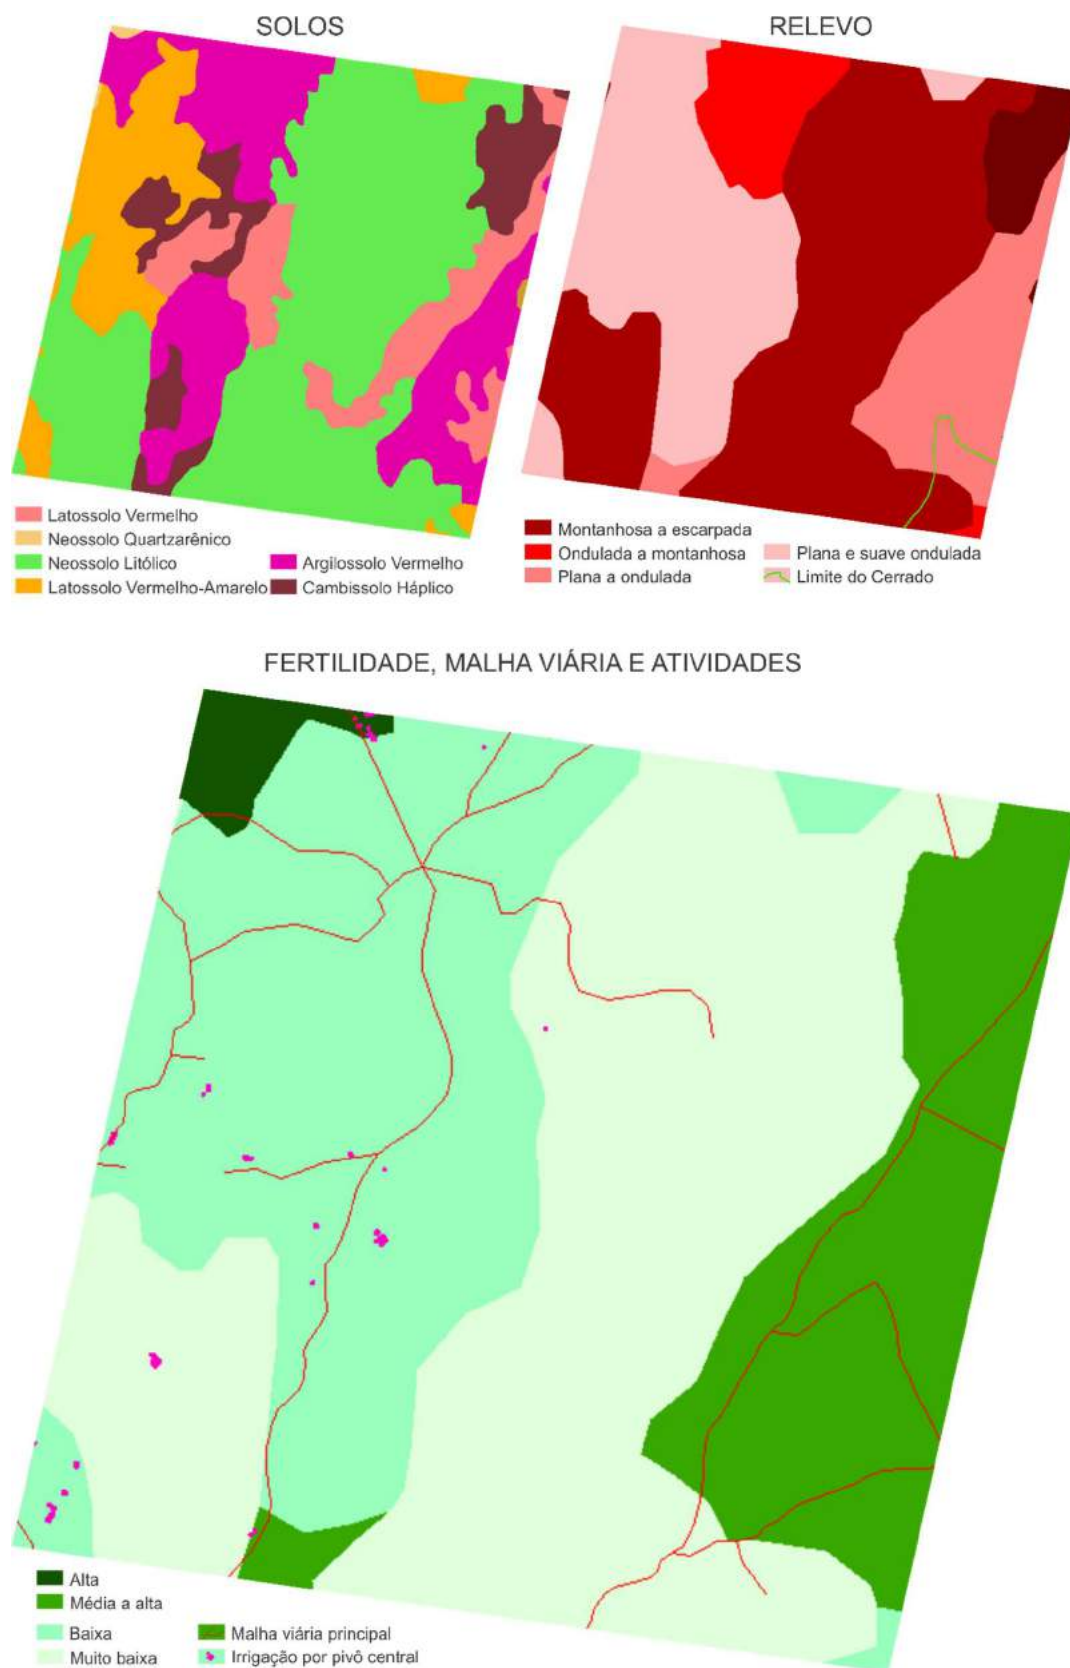 SOLOS
RELEVO
Latossolo Vermelho
Neossolo Quartzarênico
Neossolo Litólico
Latossolo Vermelho-Amarelo
Argilossolo Vermelho
Cambissolo Háplico
Montanhosa a escarpada
Ondulada a montanhosa
Plana a ondulada
Plana e suave ondulada
Limite do Cerrado
FERTILIDADE, MALHA VIÁRIA E ATIVIDADES
Alta
Média a alta
Baixa
Muito baixa
Malha viária principal
Irrigação por pivô central